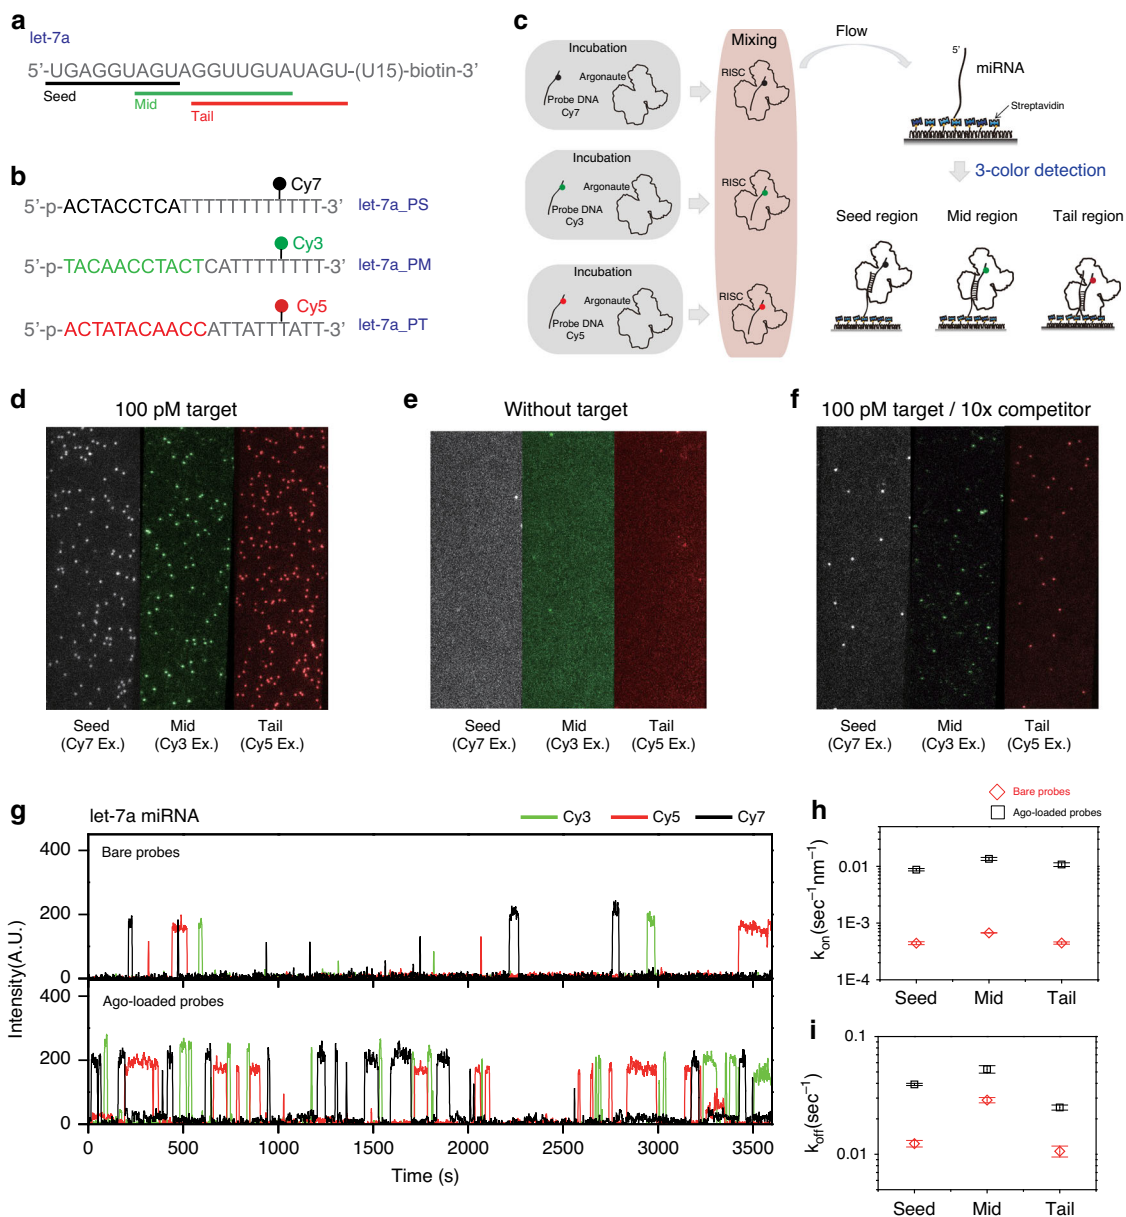 a
let-7a
5’-UGAGGUAGUAGGUUGUAUAGU-(U15)-biotin-3’
Seed
Mid
Tail
b
Cy7
5’-p-ACTACCTCATTTTTTTTTTTT-3’ let-7a_PS
Cy3
5’-p-TACAACCTACTCATTTTTTTT-3’ let-7a_PM
Cy5
5’-p-ACTATACAACCATTATTTATT-3’ let-7a_PT
c
Incubation
Argonaute
Probe DNA
Cy7
Incubation
Argonaute
Probe DNA
Cy3
Incubation
Argonaute
Probe DNA
Cy5
Mixing
RISC
RISC
RISC
Flow
5’
miRNA
Streptavidin
3-color detection
Seed region Mid region Tail region
d
100 pM target
Seed
(Cy7 Ex.)
Mid
(Cy3 Ex.)
Tail
(Cy5 Ex.)
e
Without target
Seed
(Cy7 Ex.)
Mid
(Cy3 Ex.)
Tail
(Cy5 Ex.)
f
100 pM target / 10x competitor
Seed
(Cy7 Ex.)
Mid
(Cy3 Ex.)
Tail
(Cy5 Ex.)
g
let-7a miRNA
Cy3 Cy5 Cy7
Bare probes
400
200
0
Ago-loaded probes
400
200
0
Intensity(A.U.)
0 500 1000 1500 2000 2500 3000 3500
Time (s)
h
Bare probes
Ago-loaded probes
kon(sec−1nm−1)
0.01
1E-3
1E-4
Seed Mid Tail
i
koff(sec−1)
0.1
0.01
Seed Mid Tail